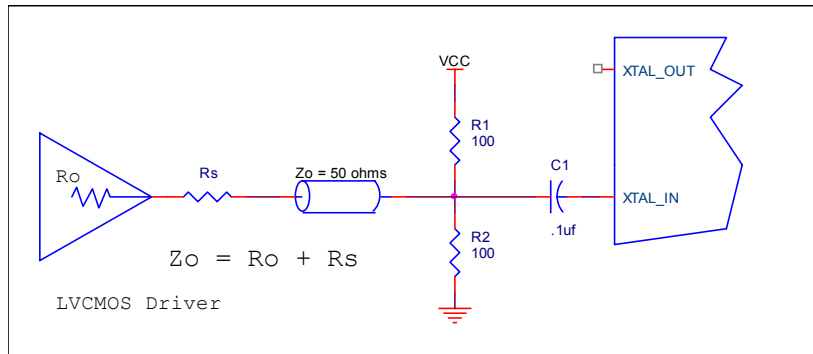 VCC
XTAL_OUT
R1
100
Ro
Rs
Zo = 50 ohms
C1
XTAL_IN
.1uf
R2
100
Zo = Ro + Rs
LVCMOS Driver